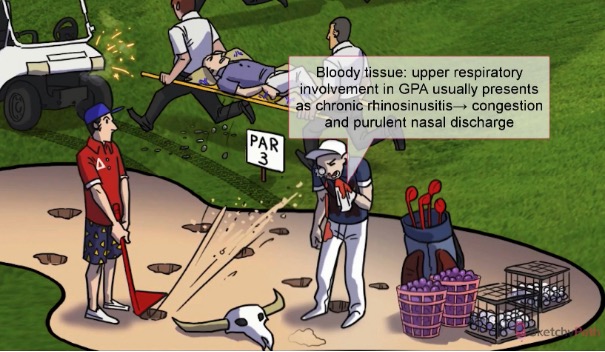 Bloody tissue: upper respiratory
involvement in GPA usually presents
as chronic rhinosinusitis→ congestion
and purulent nasal discharge
PAR
3